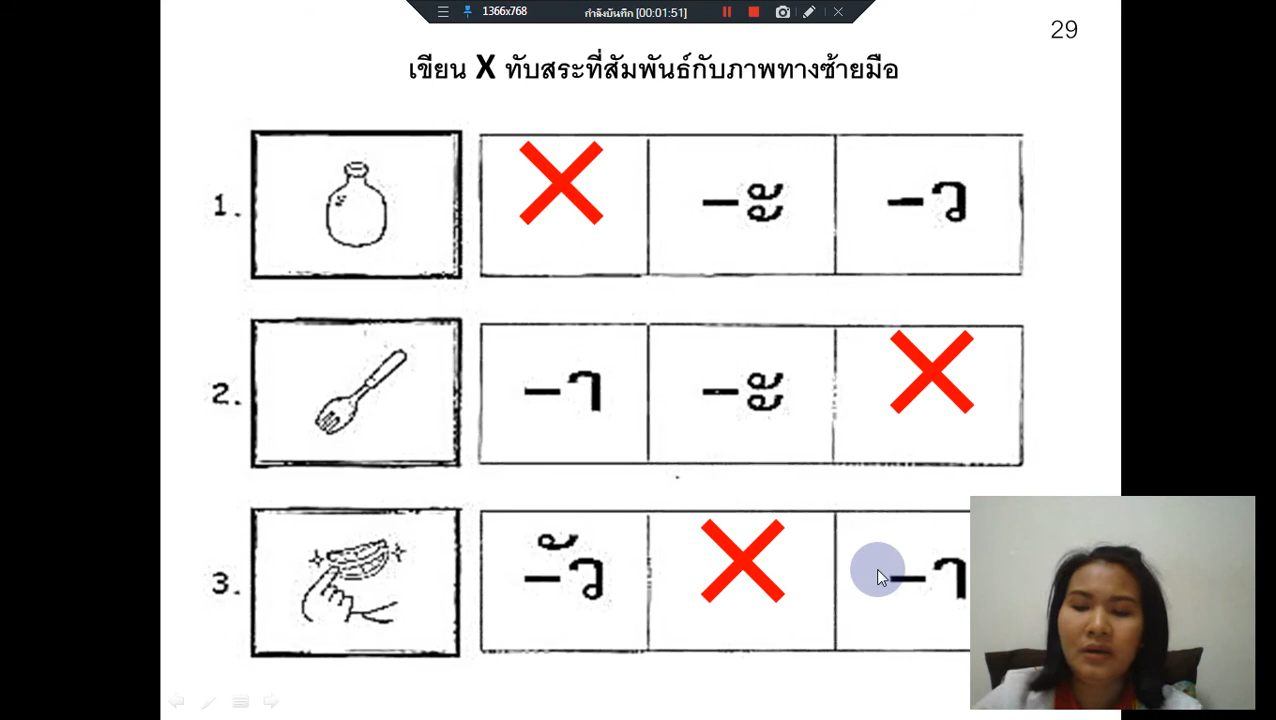 1366x768 กำลังบันทึก [00:01:51]
29
เขียน X ทับสระที่สัมพันธ์กับภาพทางซ้ายมือ
1. -ะ -ว
2. -า -ะ
3. -ัว -า